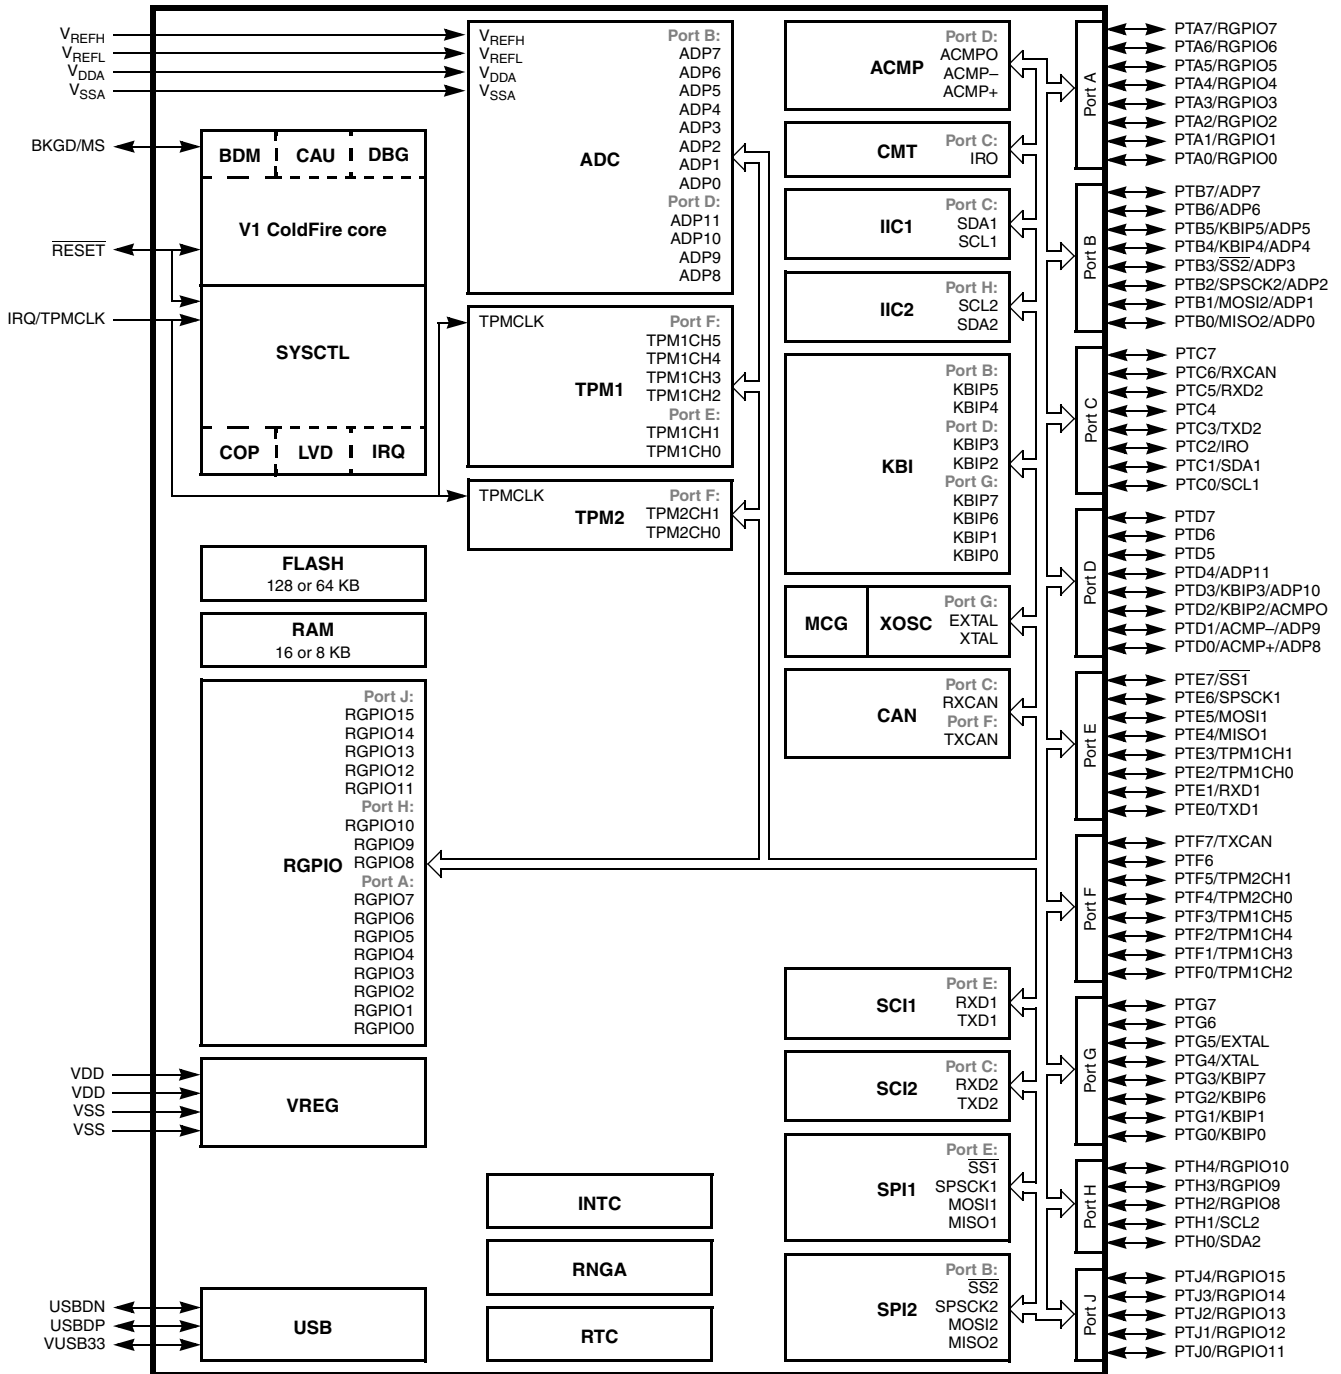 VREFH
VREFL
VDDA
VSSA
BKGD/MS
RESET
IRQ/TPMCLK
BDM
CAU
DBG
V1 ColdFire core
SYSCTL
COP
LVD
IRQ
FLASH
128 or 64 KB
RAM
16 or 8 KB
RGPIO
Port J:
RGPIO15
RGPIO14
RGPIO13
RGPIO12
RGPIO11
Port H:
RGPIO10
RGPIO9
RGPIO8
Port A:
RGPIO7
RGPIO6
RGPIO5
RGPIO4
RGPIO3
RGPIO2
RGPIO1
RGPIO0
VDD
VDD
VSS
VSS
VREG
USBDN
USBDP
VUSB33
USB
VREFH
VREFL
VDDA
VSSA
ADC
Port B:
ADP7
ADP6
ADP5
ADP4
ADP3
ADP2
ADP1
ADP0
Port D:
ADP11
ADP10
ADP9
ADP8
TPMCLK
TPM1
Port F:
TPM1CH5
TPM1CH4
TPM1CH3
TPM1CH2
Port E:
TPM1CH1
TPM1CH0
TPMCLK
TPM2
Port F:
TPM2CH1
TPM2CH0
INTC
RNGA
RTC
ACMP
Port D:
ACMPO
ACMP–
ACMP+
CMT
Port C:
IRO
IIC1
Port C:
SDA1
SCL1
IIC2
Port H:
SCL2
SDA2
KBI
Port B:
KBIP5
KBIP4
Port D:
KBIP3
KBIP2
Port G:
KBIP7
KBIP6
KBIP1
KBIP0
MCG
XOSC
Port G:
EXTAL
XTAL
CAN
Port C:
RXCAN
Port F:
TXCAN
SCI1
Port E:
RXD1
TXD1
SCI2
Port C:
RXD2
TXD2
SPI1
Port E:
SS1
SPSCK1
MOSI1
MISO1
SPI2
Port B:
SS2
SPSCK2
MOSI2
MISO2
Port A
PTA7/RGPIO7
PTA6/RGPIO6
PTA5/RGPIO5
PTA4/RGPIO4
PTA3/RGPIO3
PTA2/RGPIO2
PTA1/RGPIO1
PTA0/RGPIO0
Port B
PTB7/ADP7
PTB6/ADP6
PTB5/KBIP5/ADP5
PTB4/KBIP4/ADP4
PTB3/SS2/ADP3
PTB2/SPSCK2/ADP2
PTB1/MOSI2/ADP1
PTB0/MISO2/ADP0
Port C
PTC7
PTC6/RXCAN
PTC5/RXD2
PTC4
PTC3/TXD2
PTC2/IRO
PTC1/SDA1
PTC0/SCL1
Port D
PTD7
PTD6
PTD5
PTD4/ADP11
PTD3/KBIP3/ADP10
PTD2/KBIP2/ACMPO
PTD1/ACMP–/ADP9
PTD0/ACMP+/ADP8
Port E
PTE7/SS1
PTE6/SPSCK1
PTE5/MOSI1
PTE4/MISO1
PTE3/TPM1CH1
PTE2/TPM1CH0
PTE1/RXD1
PTE0/TXD1
Port F
PTF7/TXCAN
PTF6
PTF5/TPM2CH1
PTF4/TPM2CH0
PTF3/TPM1CH5
PTF2/TPM1CH4
PTF1/TPM1CH3
PTF0/TPM1CH2
Port G
PTG7
PTG6
PTG5/EXTAL
PTG4/XTAL
PTG3/KBIP7
PTG2/KBIP6
PTG1/KBIP1
PTG0/KBIP0
Port H
PTH4/RGPIO10
PTH3/RGPIO9
PTH2/RGPIO8
PTH1/SCL2
PTH0/SDA2
Port J
PTJ4/RGPIO15
PTJ3/RGPIO14
PTJ2/RGPIO13
PTJ1/RGPIO12
PTJ0/RGPIO11